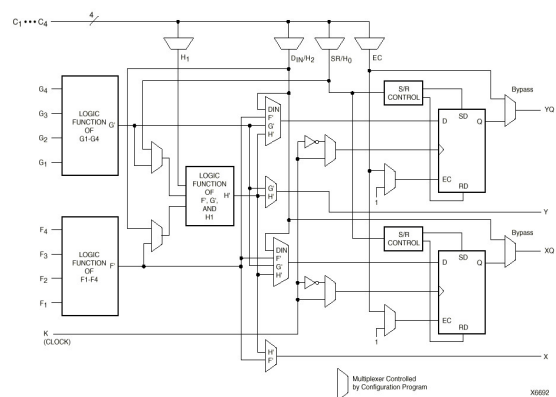 C1 ••• C4
4
H1
DIN/H2
SR/H0
EC
G4
G3
G2
G1
LOGIC
FUNCTION
OF
G1-G4
G'
DIN
F'
G'
H'
S/R
CONTROL
Bypass
D
SD
Q
YQ
EC
RD
1
LOGIC
FUNCTION
OF
F', G',
AND
H1
H'
G'
H'
Y
F4
F3
F2
F1
LOGIC
FUNCTION
OF
F1-F4
F'
DIN
F'
G'
H'
S/R
CONTROL
Bypass
D
SD
Q
XQ
EC
RD
1
K
(CLOCK)
H'
F'
X
Multiplexer Controlled
by Configuration Program
X6692